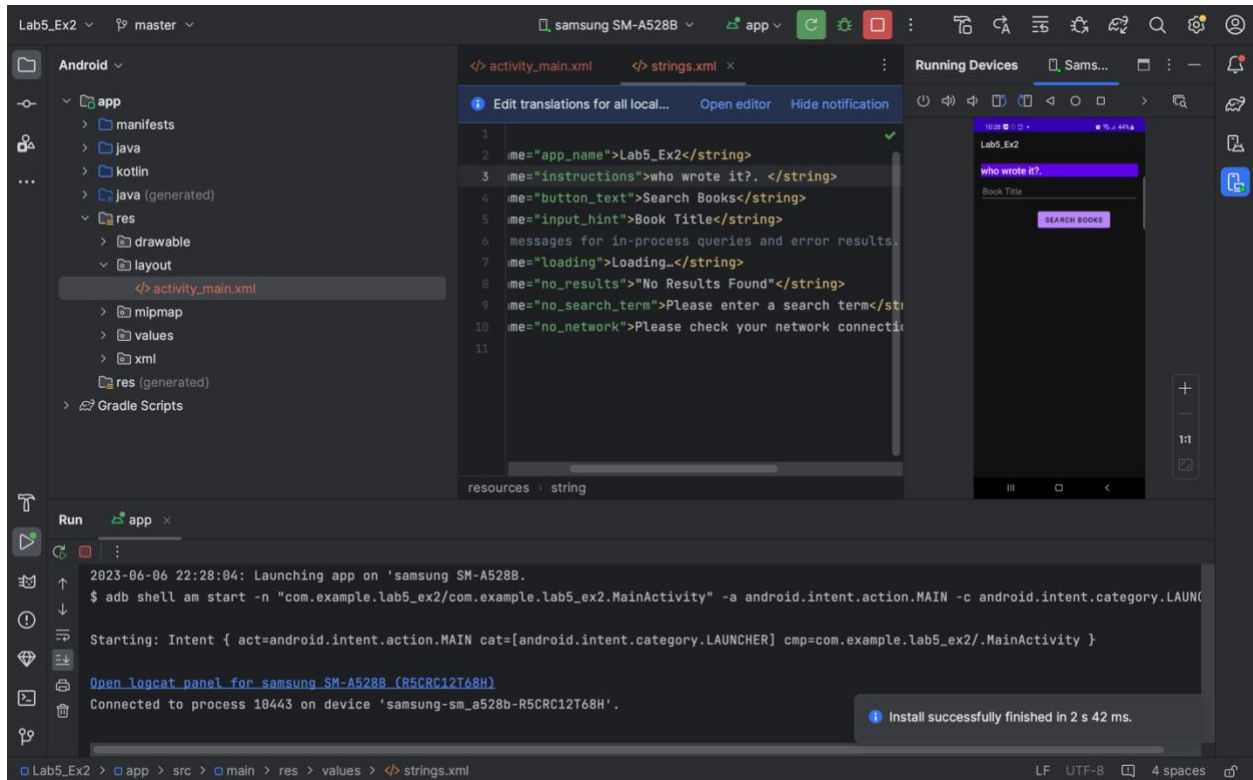 Lab5_Ex2 master samsung SM-A528B app
Android
app
manifests
java
kotlin
java (generated)
res
drawable
layout
activity_main.xml
mipmap
values
xml
res (generated)
Gradle Scripts
activity_main.xml strings.xml
Edit translations for all local... Open editor Hide notification
1
2 me="app_name">Lab5_Ex2</string>
3 me="instructions">who wrote it?. </string>
4 me="button_text">Search Books</string>
5 me="input_hint">Book Title</string>
6 messages for in-process queries and error results.
7 me="loading">Loading…</string>
8 me="no_results">"No Results Found"</string>
9 me="no_search_term">Please enter a search term</st
10 me="no_network">Please check your network connecti
11
resources › string
Running Devices Sams...
10:28 44%
Lab5_Ex2
who wrote it?.
Book Title
SEARCH BOOKS
1:1
Run app
2023-06-06 22:28:04: Launching app on 'samsung SM-A528B.
$ adb shell am start -n "com.example.lab5_ex2/com.example.lab5_ex2.MainActivity" -a android.intent.action.MAIN -c android.intent.category.LAUN
Starting: Intent { act=android.intent.action.MAIN cat=[android.intent.category.LAUNCHER] cmp=com.example.lab5_ex2/.MainActivity }
Open logcat panel for samsung SM-A528B (R5CRC12T68H)
Connected to process 10443 on device 'samsung-sm_a528b-R5CRC12T68H'.
Install successfully finished in 2 s 42 ms.
Lab5_Ex2 > app > src > main > res > values > strings.xml LF UTF-8 4 spaces